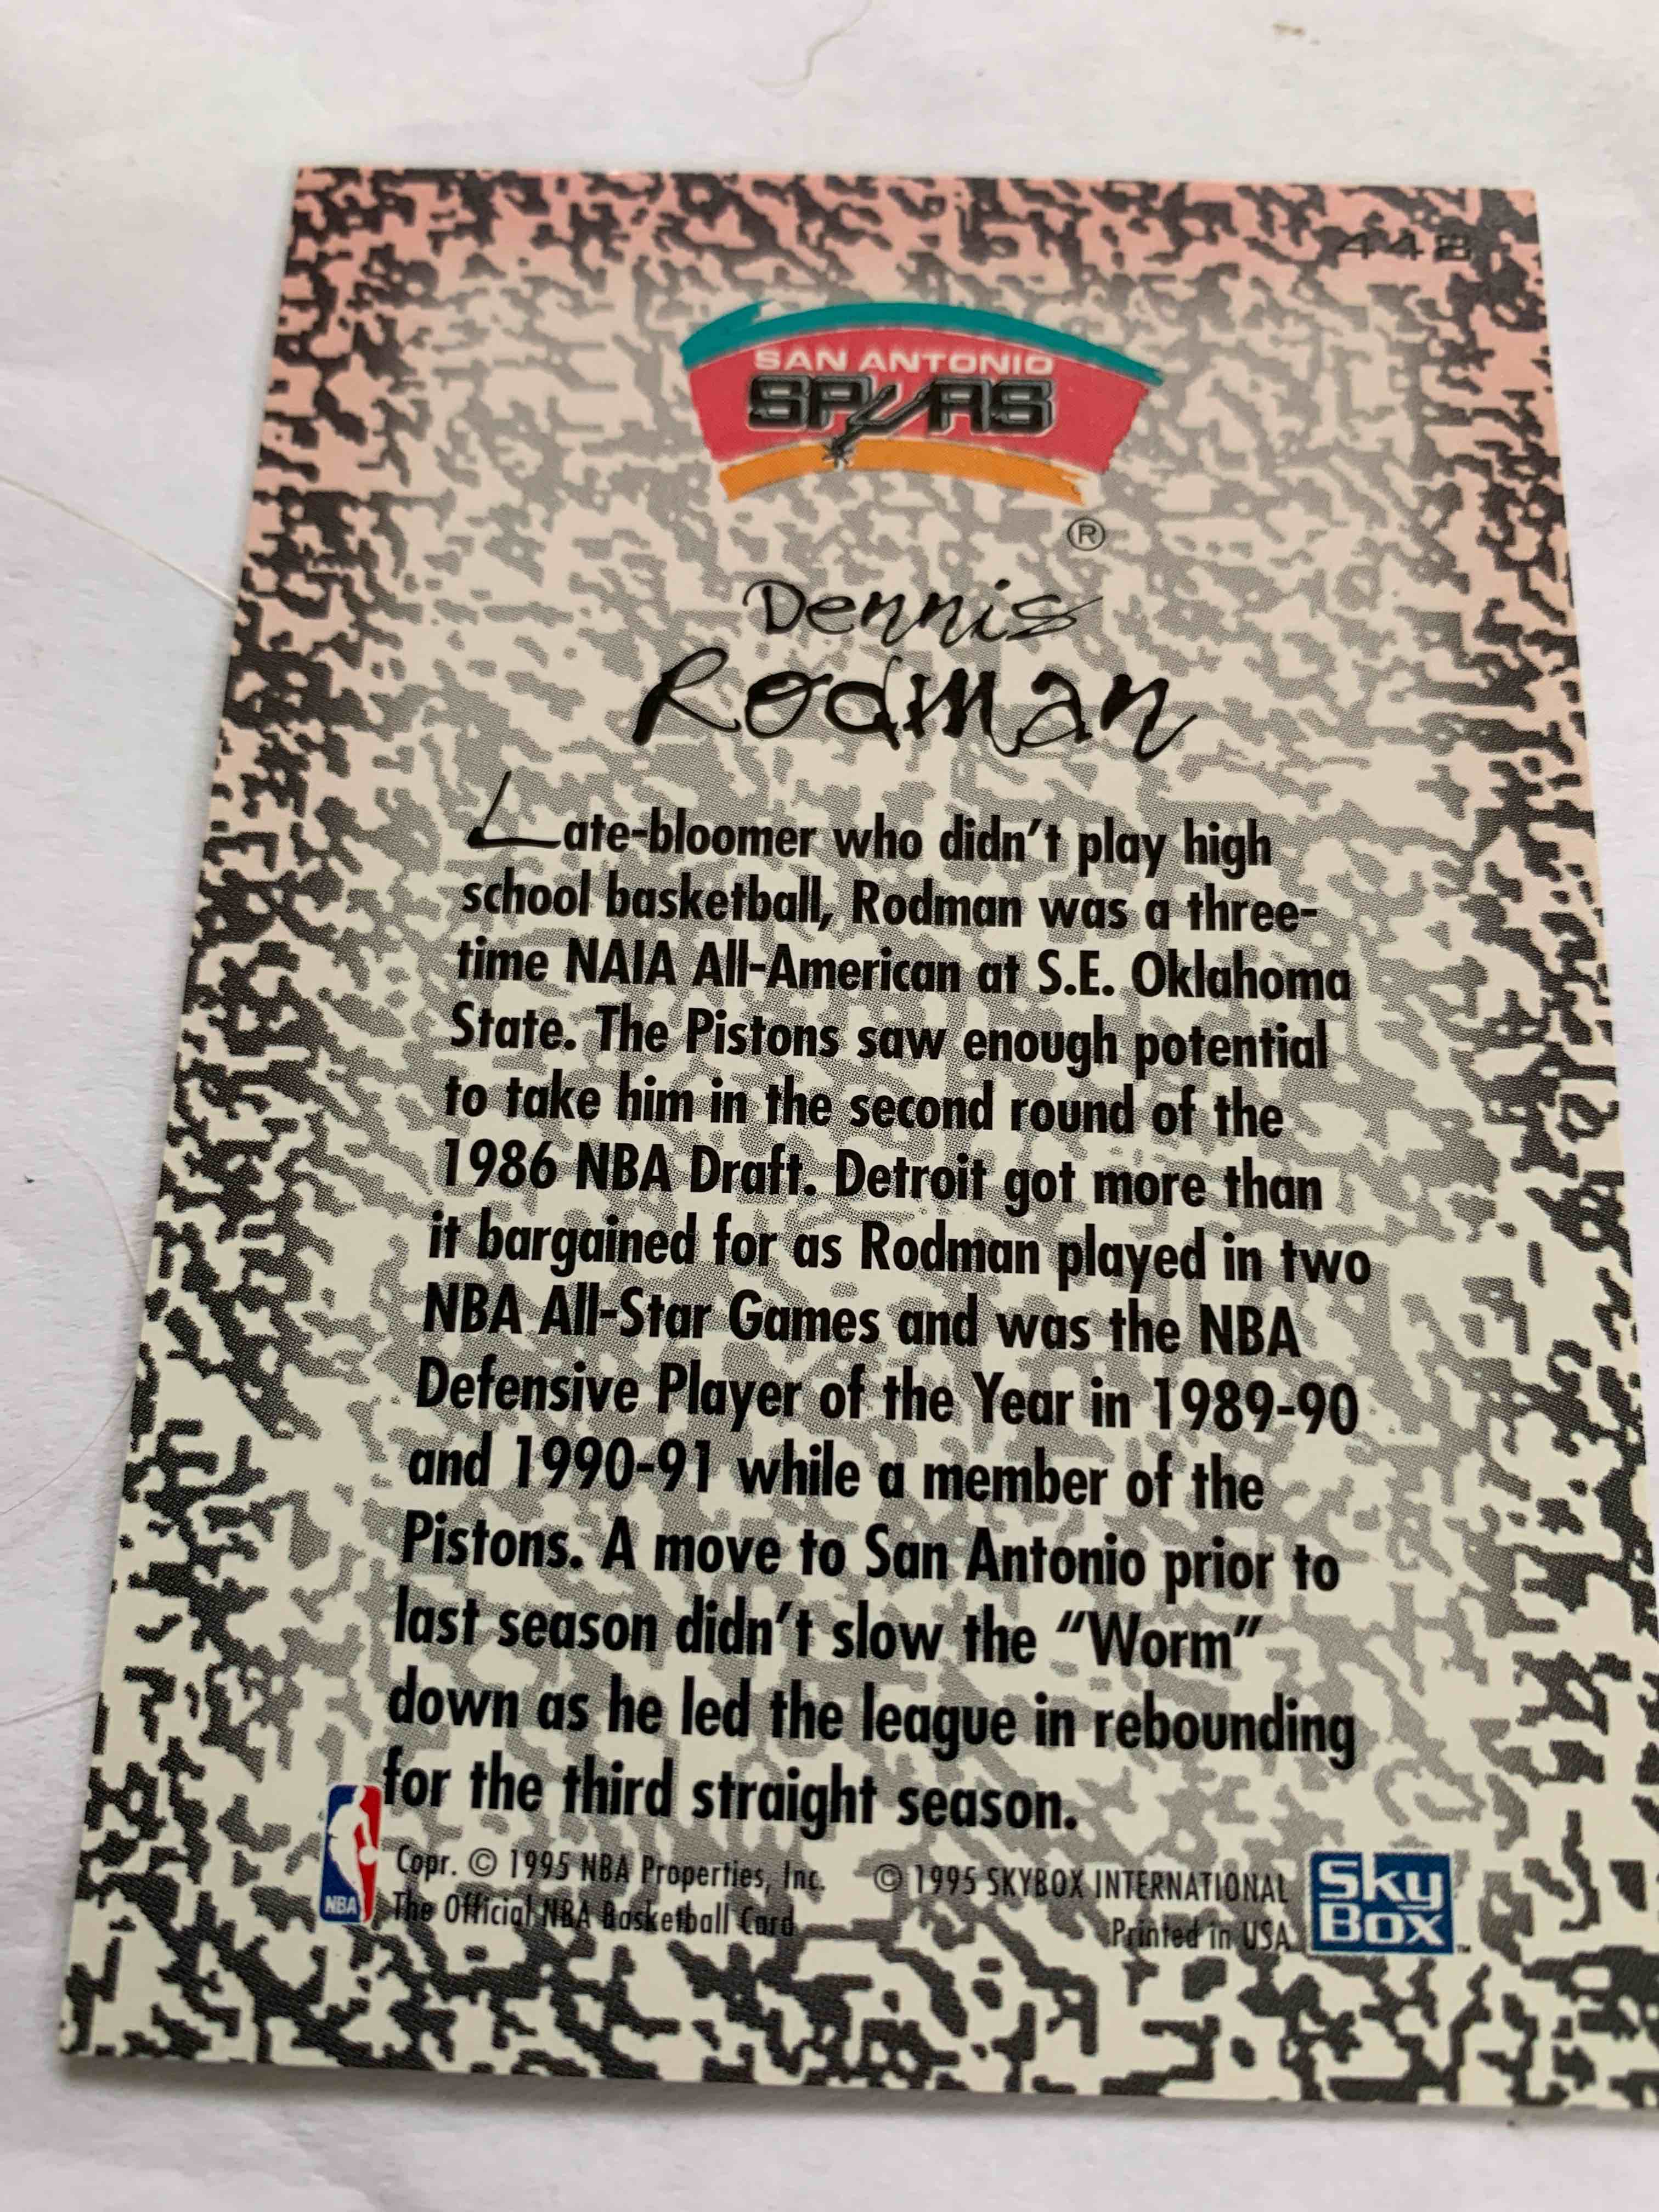 448
SAN ANTONIO
SPURS
®
Dennis
Rodman
Late-bloomer who didn't play high
school basketball, Rodman was a three-
time NAIA All-American at S.E. Oklahoma
State. The Pistons saw enough potential
to take him in the second round of the
1986 NBA Draft. Detroit got more than
it bargained for as Rodman played in two
NBA All-Star Games and was the NBA
Defensive Player of the Year in 1989-90
and 1990-91 while a member of the
Pistons. A move to San Antonio prior to
last season didn't slow the "Worm"
down as he led the league in rebounding
for the third straight season.
Copr. © 1995 NBA Properties, Inc. © 1995 SKYBOX INTERNATIONAL
The Official NBA Basketball Card Printed in USA
NBA
Sky
Box